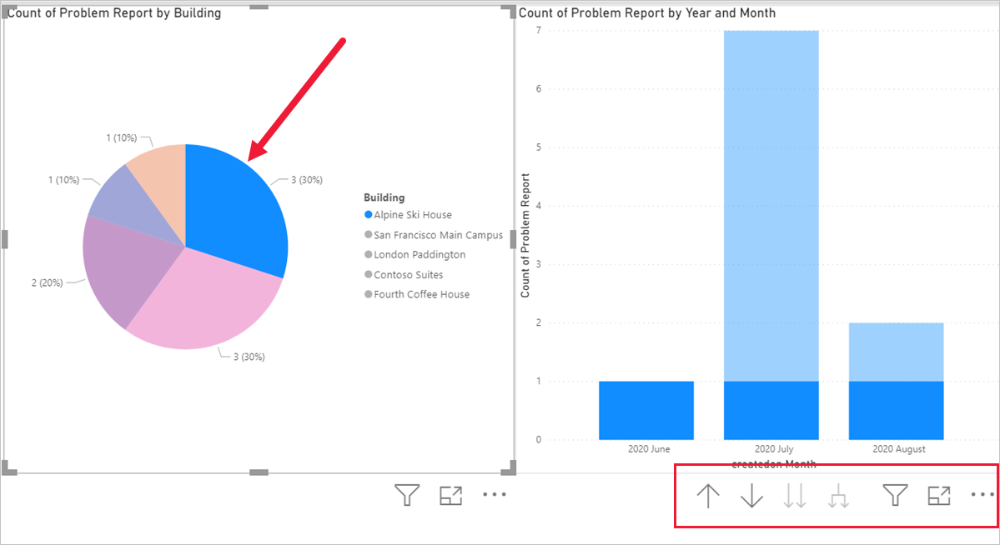 Count of Problem Report by Building
1 (10%)
1 (10%)
3 (30%)
2 (20%)
3 (30%)
Building
Alpine Ski House
San Francisco Main Campus
London Paddington
Contoso Suites
Fourth Coffee House
Count of Problem Report by Year and Month
Count of Problem Report
7
6
5
4
3
2
1
0
2020 June
2020 July
2020 August
createdon Month